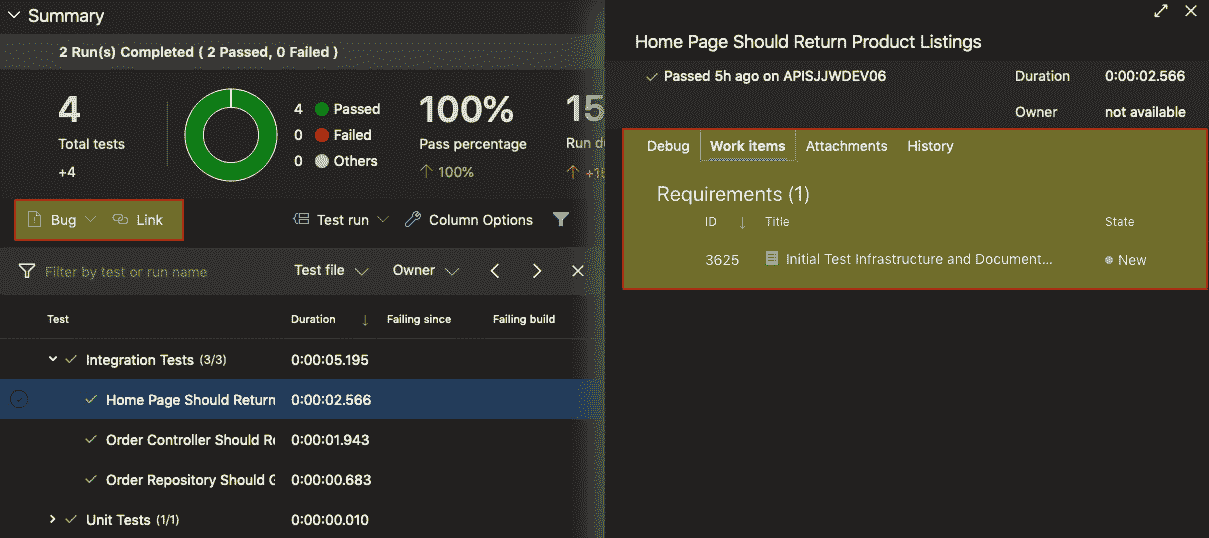 Summary
2 Run(s) Completed ( 2 Passed, 0 Failed )
4
Total tests
+4
4 Passed
0 Failed
0 Others
100%
Pass percentage
100%
15
Run d
+1
Bug Link Test run Column Options
Filter by test or run name Test file Owner
Test Duration Failing since Failing build
Integration Tests (3/3) 0:00:05.195
Home Page Should Return 0:00:02.566
Order Controller Should Re 0:00:01.943
Order Repository Should 0:00:00.683
Unit Tests (1/1) 0:00:00.010
Home Page Should Return Product Listings
Passed 5h ago on APISJJWDEV06 Duration 0:00:02.566
Owner not available
Debug Work items Attachments History
Requirements (1)
ID Title State
3625 Initial Test Infrastructure and Document... New